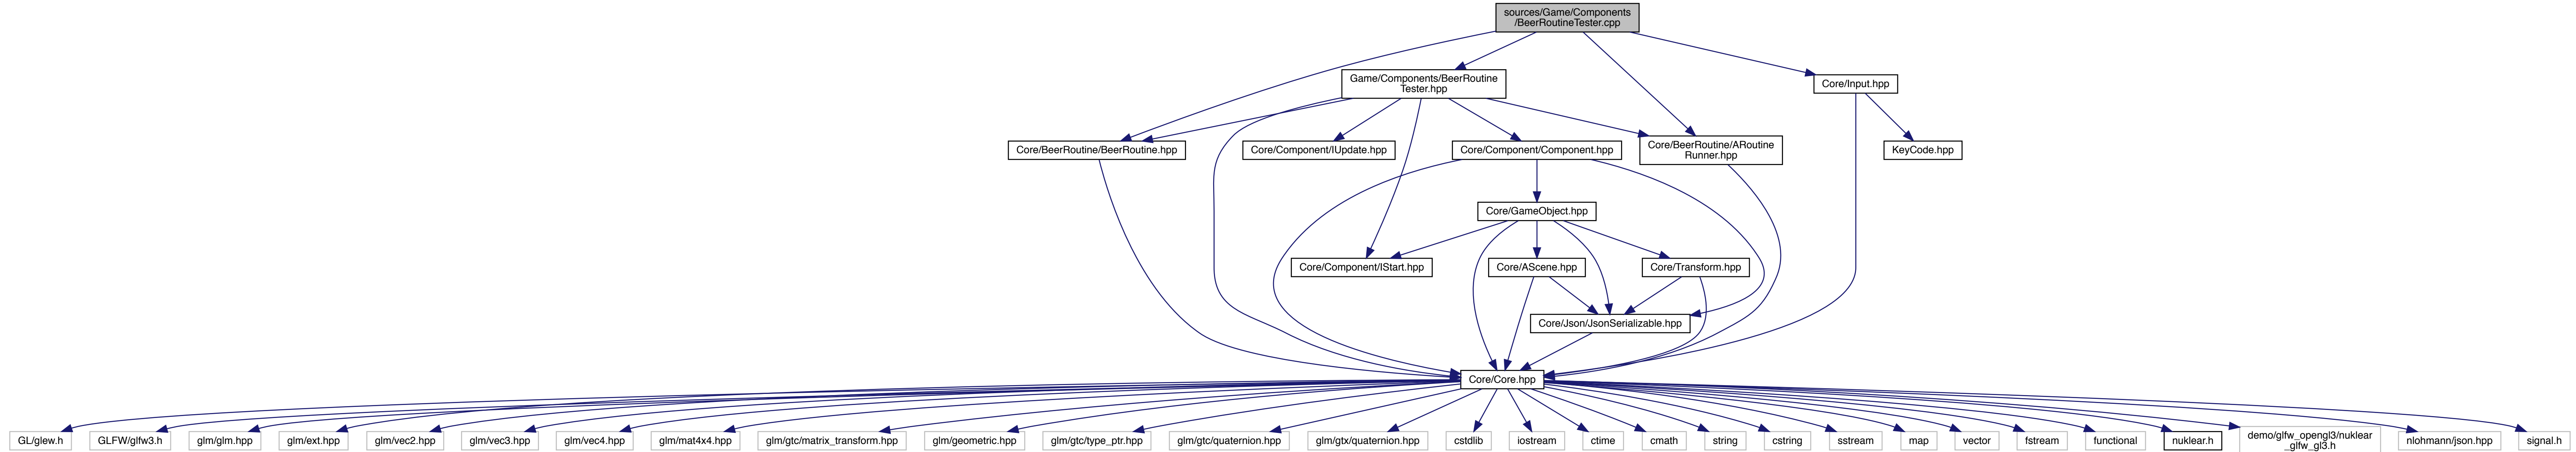 sources/Game/Components
/BeerRoutineTester.cpp
Game/Components/BeerRoutine
Tester.hpp
Core/Input.hpp
Core/BeerRoutine/BeerRoutine.hpp
Core/Component/IUpdate.hpp
Core/Component/Component.hpp
Core/BeerRoutine/ARoutine
Runner.hpp
KeyCode.hpp
Core/GameObject.hpp
Core/Component/IStart.hpp
Core/AScene.hpp
Core/Transform.hpp
Core/Json/JsonSerializable.hpp
Core/Core.hpp
GL/glew.h
GLFW/glfw3.h
glm/glm.hpp
glm/ext.hpp
glm/vec2.hpp
glm/vec3.hpp
glm/vec4.hpp
glm/mat4x4.hpp
glm/gtc/matrix_transform.hpp
glm/geometric.hpp
glm/gtc/type_ptr.hpp
glm/gtc/quaternion.hpp
glm/gtx/quaternion.hpp
cstdlib
iostream
ctime
cmath
string
cstring
sstream
map
vector
fstream
functional
nuklear.h
demo/glfw_opengl3/nuklear
_glfw_gl3.h
nlohmann/json.hpp
signal.h